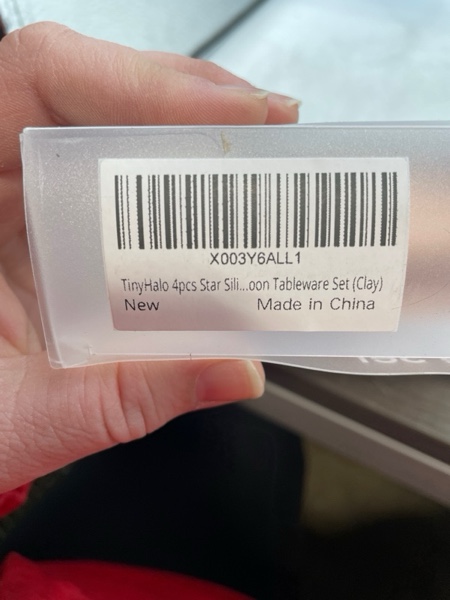 X003Y6ALL1
TinyHalo 4pcs Star Sili...oon Tableware Set (Clay)
New Made in China